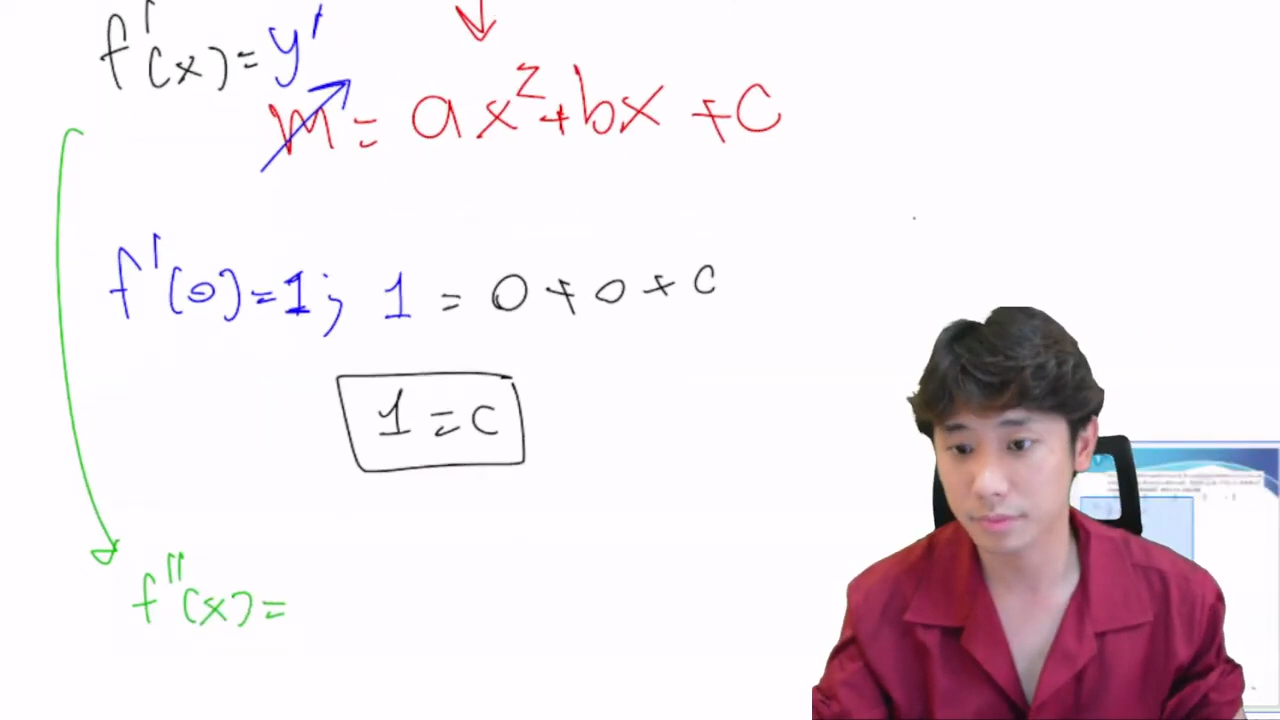 f'(x) = y'
m = ax²+bx+c
f'(0)=1; 1 = 0+0+c
1=c
f''(x)=